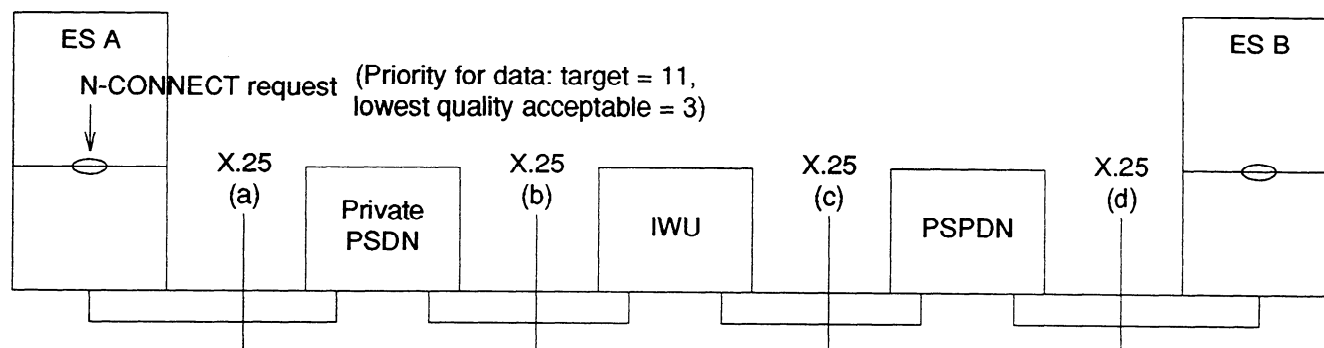 ES A
ES B
N-CONNECT request
(Priority for data: target = 11,
lowest quality acceptable = 3)
X.25
(a)
Private
PSDN
X.25
(b)
IWU
X.25
(c)
PSPDN
X.25
(d)